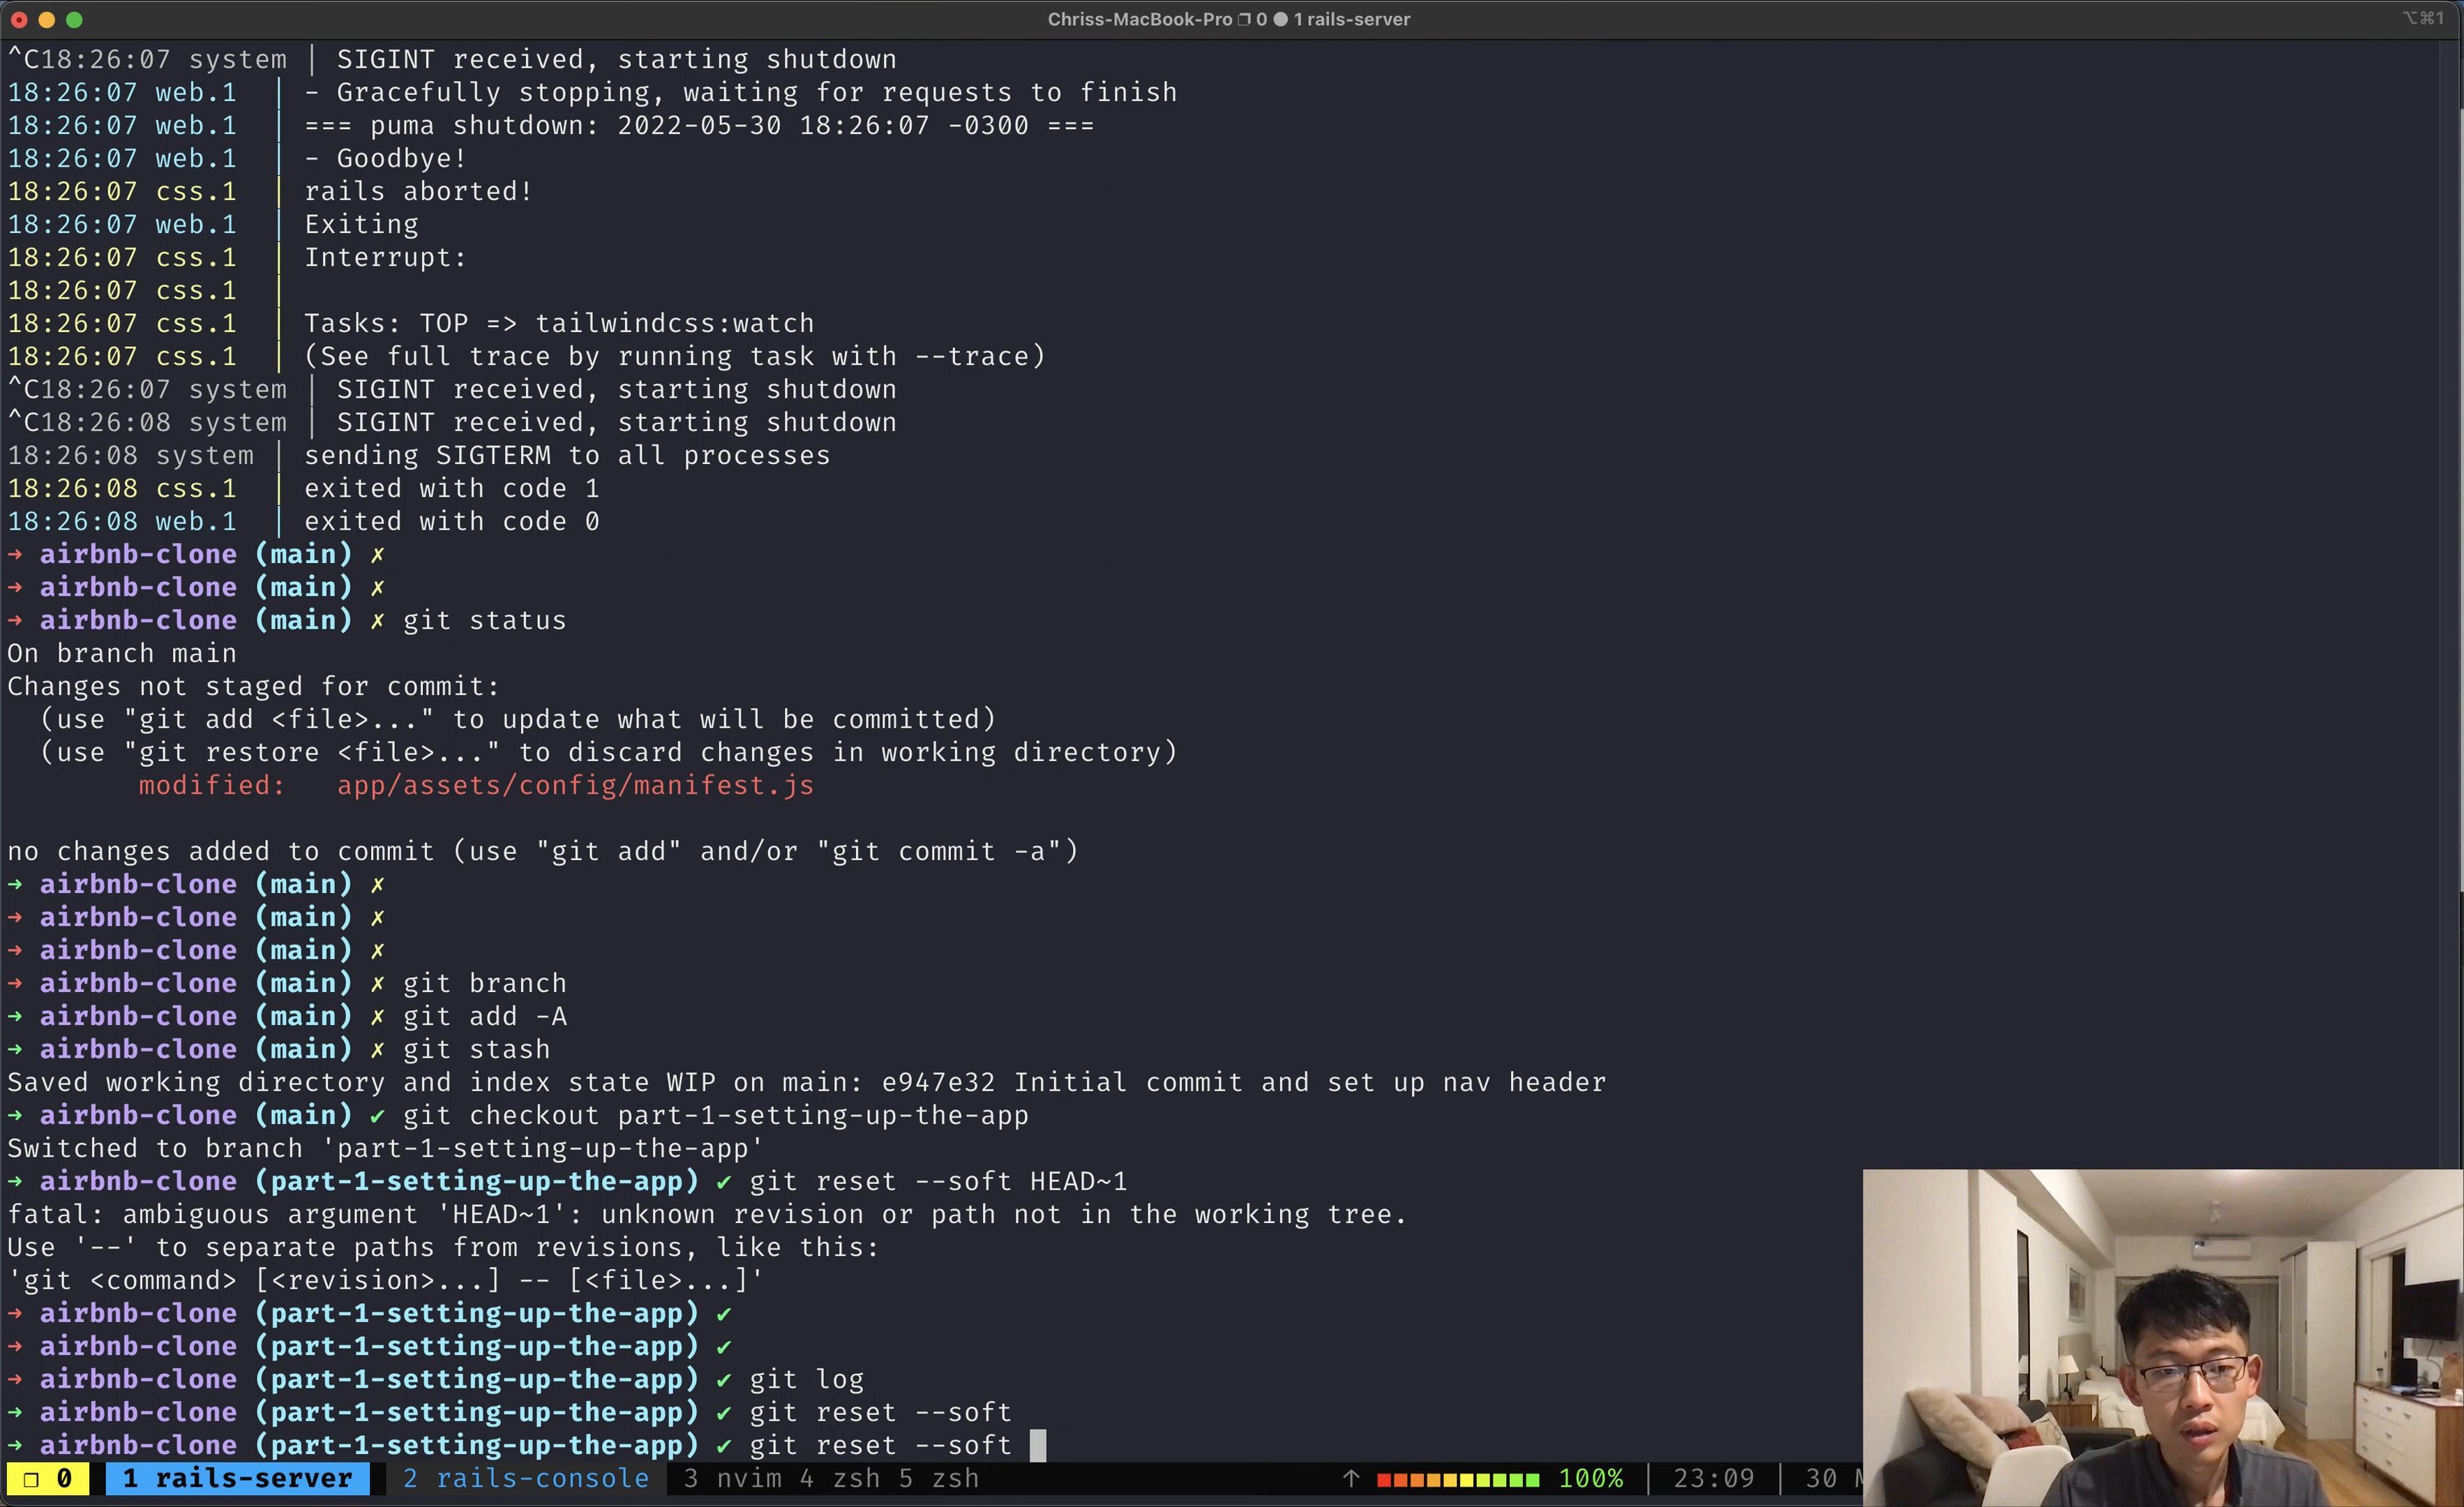 Chriss-MacBook-Pro ❐ 0 ● 1 rails-server
⌥⌘1
^C18:26:07 system | SIGINT received, starting shutdown
18:26:07 web.1  | - Gracefully stopping, waiting for requests to finish
18:26:07 web.1  | === puma shutdown: 2022-05-30 18:26:07 -0300 ===
18:26:07 web.1  | - Goodbye!
18:26:07 css.1  | rails aborted!
18:26:07 web.1  | Exiting
18:26:07 css.1  | Interrupt:
18:26:07 css.1  |
18:26:07 css.1  | Tasks: TOP => tailwindcss:watch
18:26:07 css.1  | (See full trace by running task with --trace)
^C18:26:07 system | SIGINT received, starting shutdown
^C18:26:08 system | SIGINT received, starting shutdown
18:26:08 system | sending SIGTERM to all processes
18:26:08 css.1  | exited with code 1
18:26:08 web.1  | exited with code 0
→ airbnb-clone (main) ✗
→ airbnb-clone (main) ✗
→ airbnb-clone (main) ✗ git status
On branch main
Changes not staged for commit:
  (use "git add <file>..." to update what will be committed)
  (use "git restore <file>..." to discard changes in working directory)
        modified:   app/assets/config/manifest.js
no changes added to commit (use "git add" and/or "git commit -a")
→ airbnb-clone (main) ✗
→ airbnb-clone (main) ✗
→ airbnb-clone (main) ✗
→ airbnb-clone (main) ✗ git branch
→ airbnb-clone (main) ✗ git add -A
→ airbnb-clone (main) ✗ git stash
Saved working directory and index state WIP on main: e947e32 Initial commit and set up nav header
→ airbnb-clone (main) ✔ git checkout part-1-setting-up-the-app
Switched to branch 'part-1-setting-up-the-app'
→ airbnb-clone (part-1-setting-up-the-app) ✔ git reset --soft HEAD~1
fatal: ambiguous argument 'HEAD~1': unknown revision or path not in the working tree.
Use '--' to separate paths from revisions, like this:
'git <command> [<revision>...] -- [<file>...]'
→ airbnb-clone (part-1-setting-up-the-app) ✔
→ airbnb-clone (part-1-setting-up-the-app) ✔
→ airbnb-clone (part-1-setting-up-the-app) ✔ git log
→ airbnb-clone (part-1-setting-up-the-app) ✔ git reset --soft
→ airbnb-clone (part-1-setting-up-the-app) ✔ git reset --soft
❐ 0  1 rails-server  2 rails-console  3 nvim 4 zsh 5 zsh  ↑ 100% | 23:09 | 30